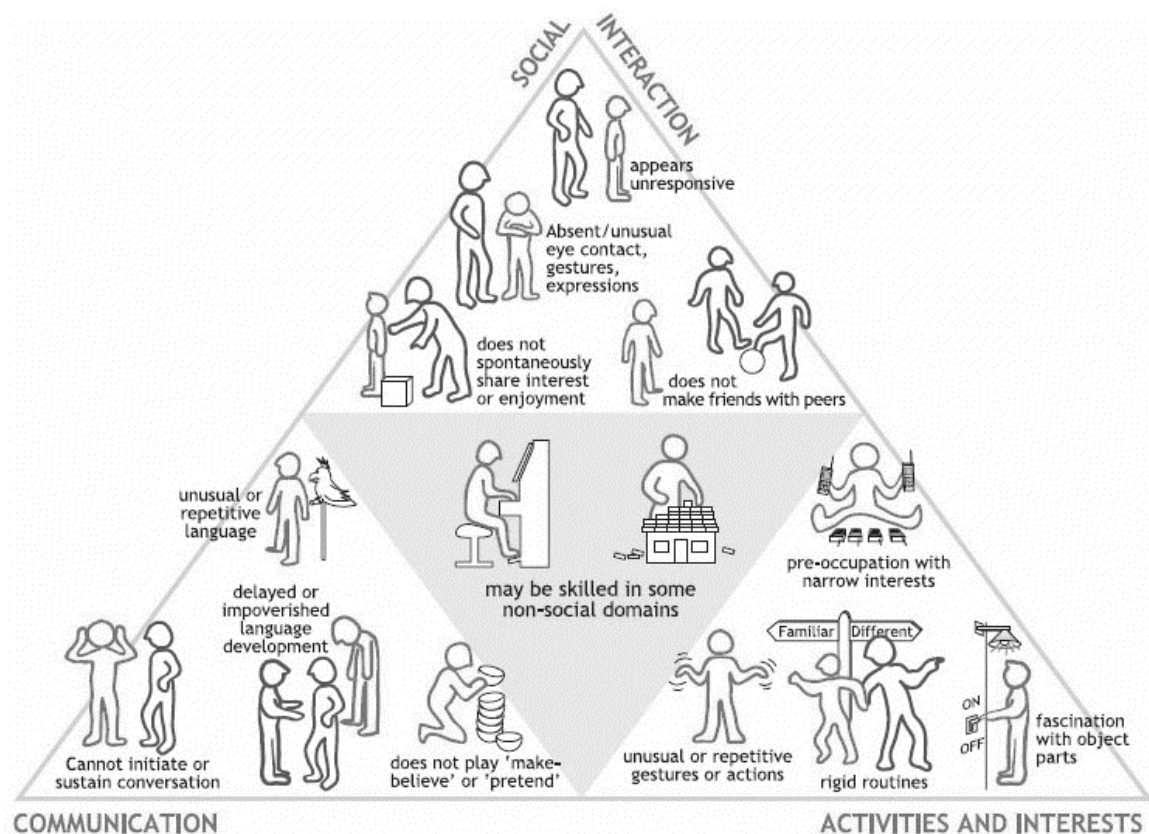 SOCIAL
INTERACTION
appears
unresponsive
Absent/unusual
eye contact,
gestures,
expressions
does not
spontaneously
share interest
or enjoyment
does not
make friends with peers
unusual or
repetitive
language
may be skilled in some
non-social domains
pre-occupation with
narrow interests
delayed or
impoverished
language
development
Cannot initiate or
sustain conversation
does not play 'make-
believe' or 'pretend'
unusual or repetitive
gestures or actions
Familiar
Different
rigid routines
ON
OFF
fascination
with object
parts
COMMUNICATION
ACTIVITIES AND INTERESTS